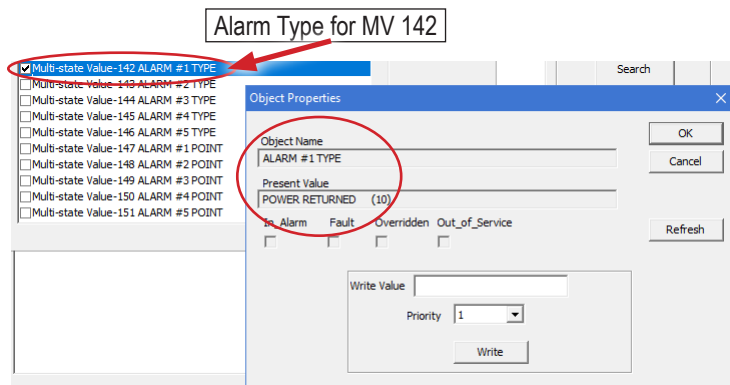 Alarm Type for MV 142
Multi-state Value-142 ALARM #1 TYPE
Multi-state Value-143 ALARM #2 TYPE
Multi-state Value-144 ALARM #3 TYPE
Multi-state Value-145 ALARM #4 TYPE
Multi-state Value-146 ALARM #5 TYPE
Multi-state Value-147 ALARM #1 POINT
Multi-state Value-148 ALARM #2 POINT
Multi-state Value-149 ALARM #3 POINT
Multi-state Value-150 ALARM #4 POINT
Multi-state Value-151 ALARM #5 POINT
Search
Object Properties
Object Name
ALARM #1 TYPE
Present Value
POWER RETURNED (10)
In_Alarm Fault Overridden Out_of_Service
OK
Cancel
Refresh
Write Value
Priority 1
Write